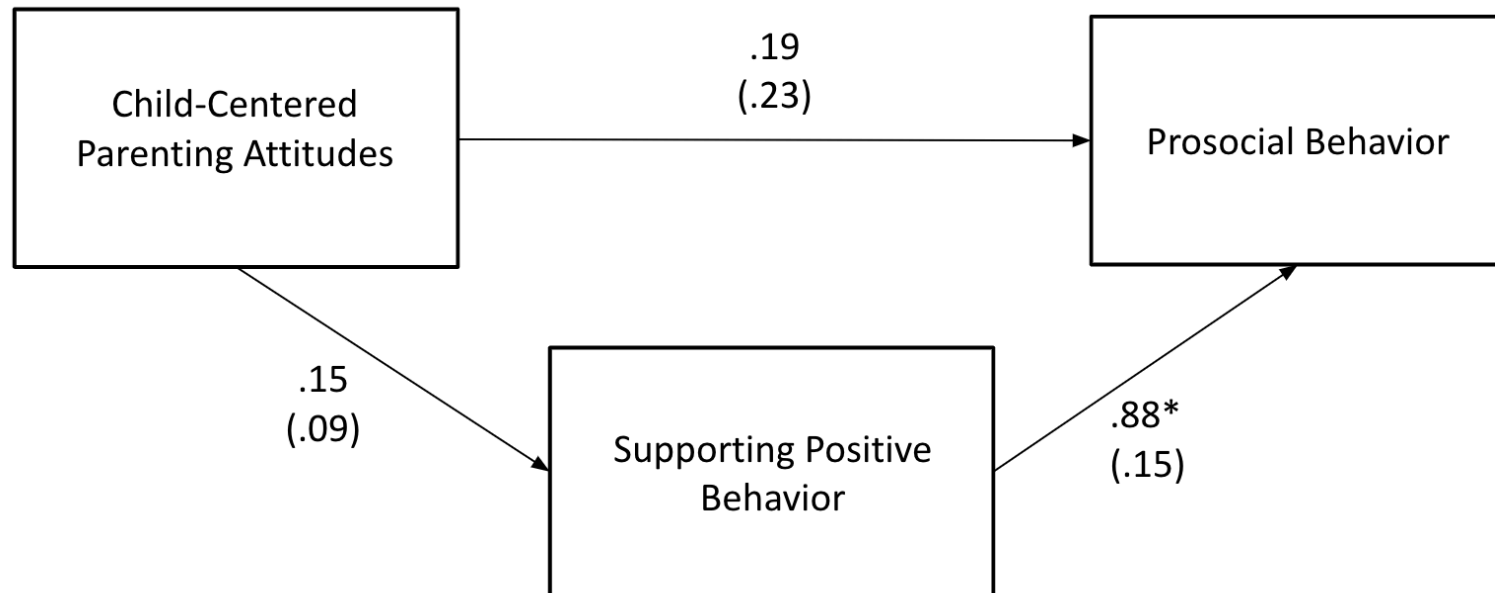 Child-Centered
Parenting Attitudes
.19
(.23)
Prosocial Behavior
.15
(.09)
Supporting Positive
Behavior
.88*
(.15)